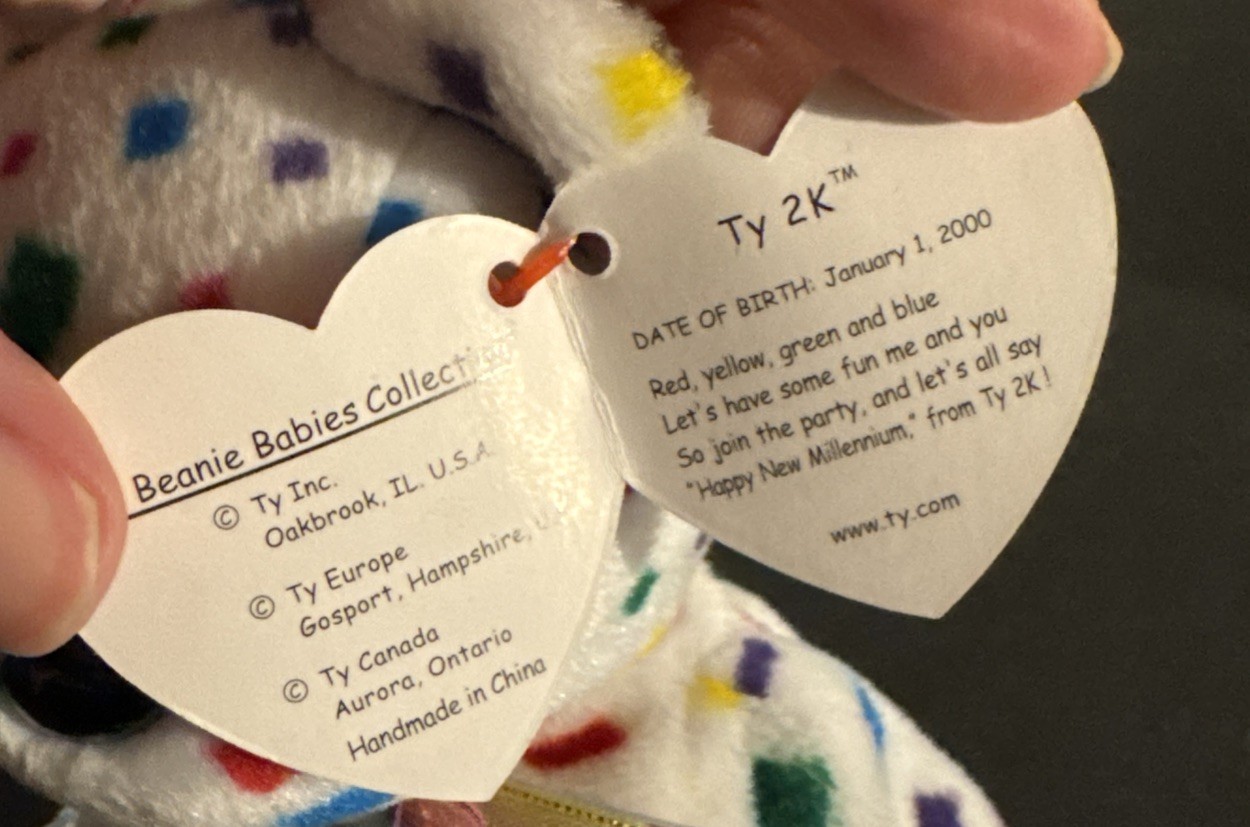 Beanie Babies Collecti
© Ty Inc.
Oakbrook, IL. U.S.A.
© Ty Europe
Gosport, Hampshire,
© Ty Canada
Aurora, Ontario
Handmade in China
Ty 2K™
DATE OF BIRTH: January 1, 2000
Red, yellow, green and blue
Let's have some fun me and you
So join the party, and let's all say
"Happy New Millennium," from Ty 2K!
www.ty.com